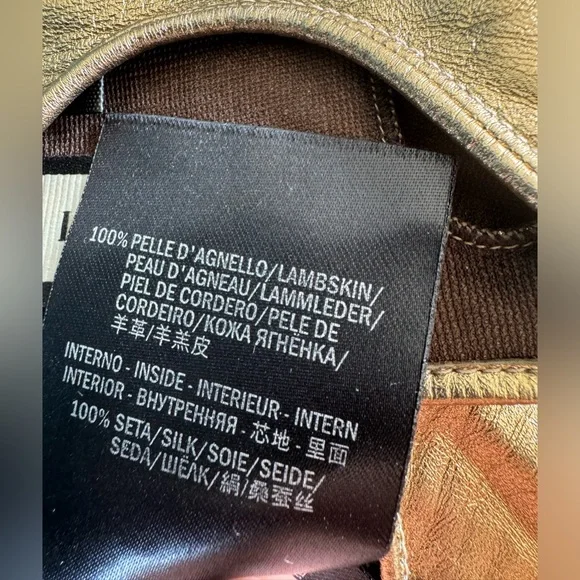 100% PELLE D'AGNELLO/LAMBSKIN/
PEAU D'AGNEAU/LAMMLEDER/
PIEL DE CORDERO/PELE DE
CORDEIRO/КОЖА ЯГНЁНКА/
羊革/羊羔皮
INTERNO - INSIDE - INTERIEUR - INTERN
INTERIOR - ВНУТРЕННЯЯ - 芯地 - 里面
100% SETA/SILK/SOIE/SEIDE/
SEDA/ШЁЛК/絹/桑蚕丝